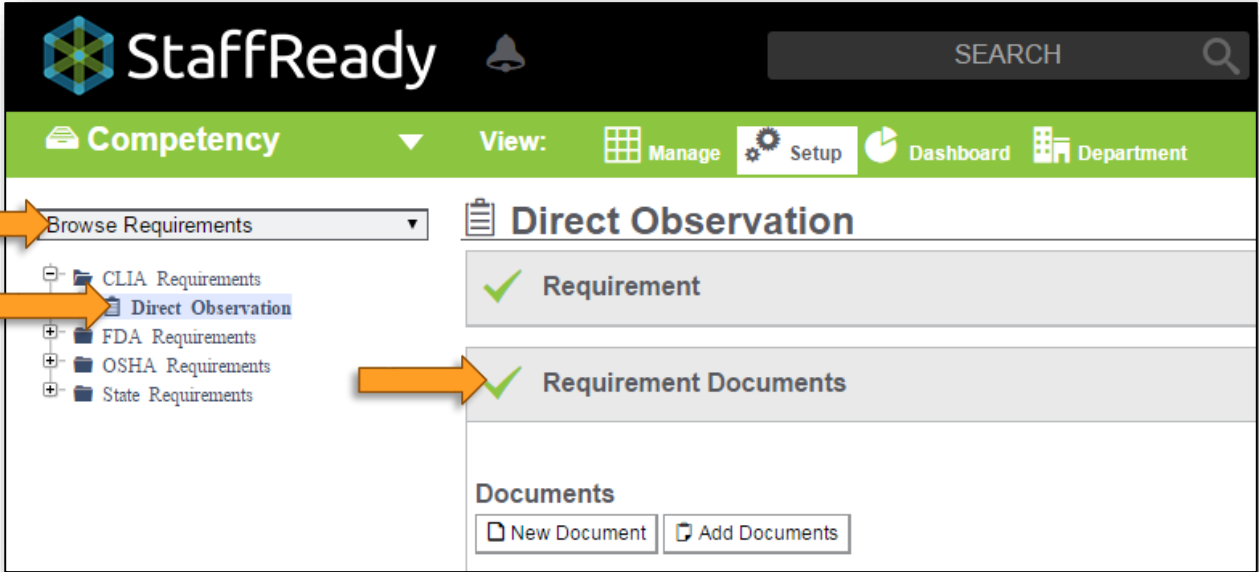 StaffReady
SEARCH
Competency
View:
Manage
Setup
Dashboard
Department
Browse Requirements
CLIA Requirements
Direct Observation
FDA Requirements
OSHA Requirements
State Requirements
Direct Observation
Requirement
Requirement Documents
Documents
New Document
Add Documents